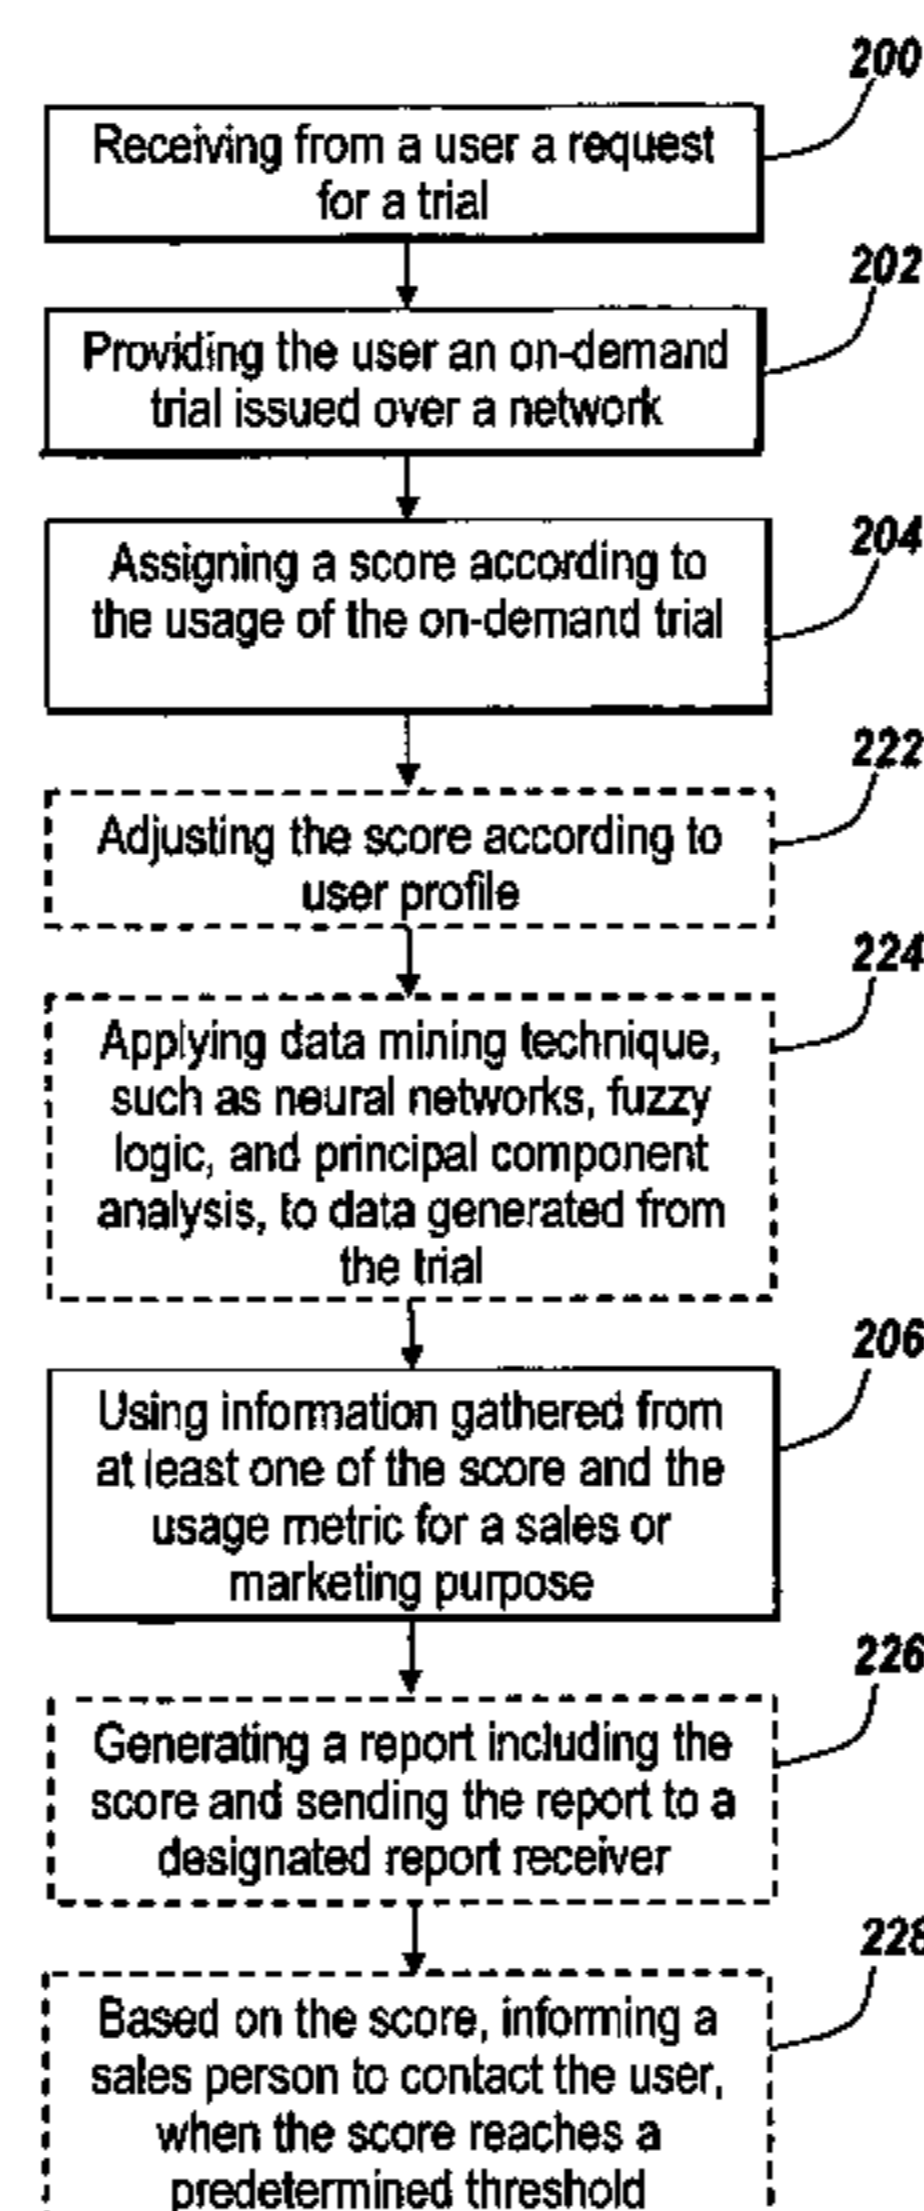 200
Receiving from a user a request
for a trial
202
Providing the user an on-demand
trial issued over a network
204
Assigning a score according to
the usage of the on-demand trial
222
Adjusting the score according to
user profile
224
Applying data mining technique,
such as neural networks, fuzzy
logic, and principal component
analysis, to data generated from
the trial
206
Using information gathered from
at least one of the score and the
usage metric for a sales or
marketing purpose
226
Generating a report including the
score and sending the report to a
designated report receiver
228
Based on the score, informing a
sales person to contact the user,
when the score reaches a
predetermined threshold